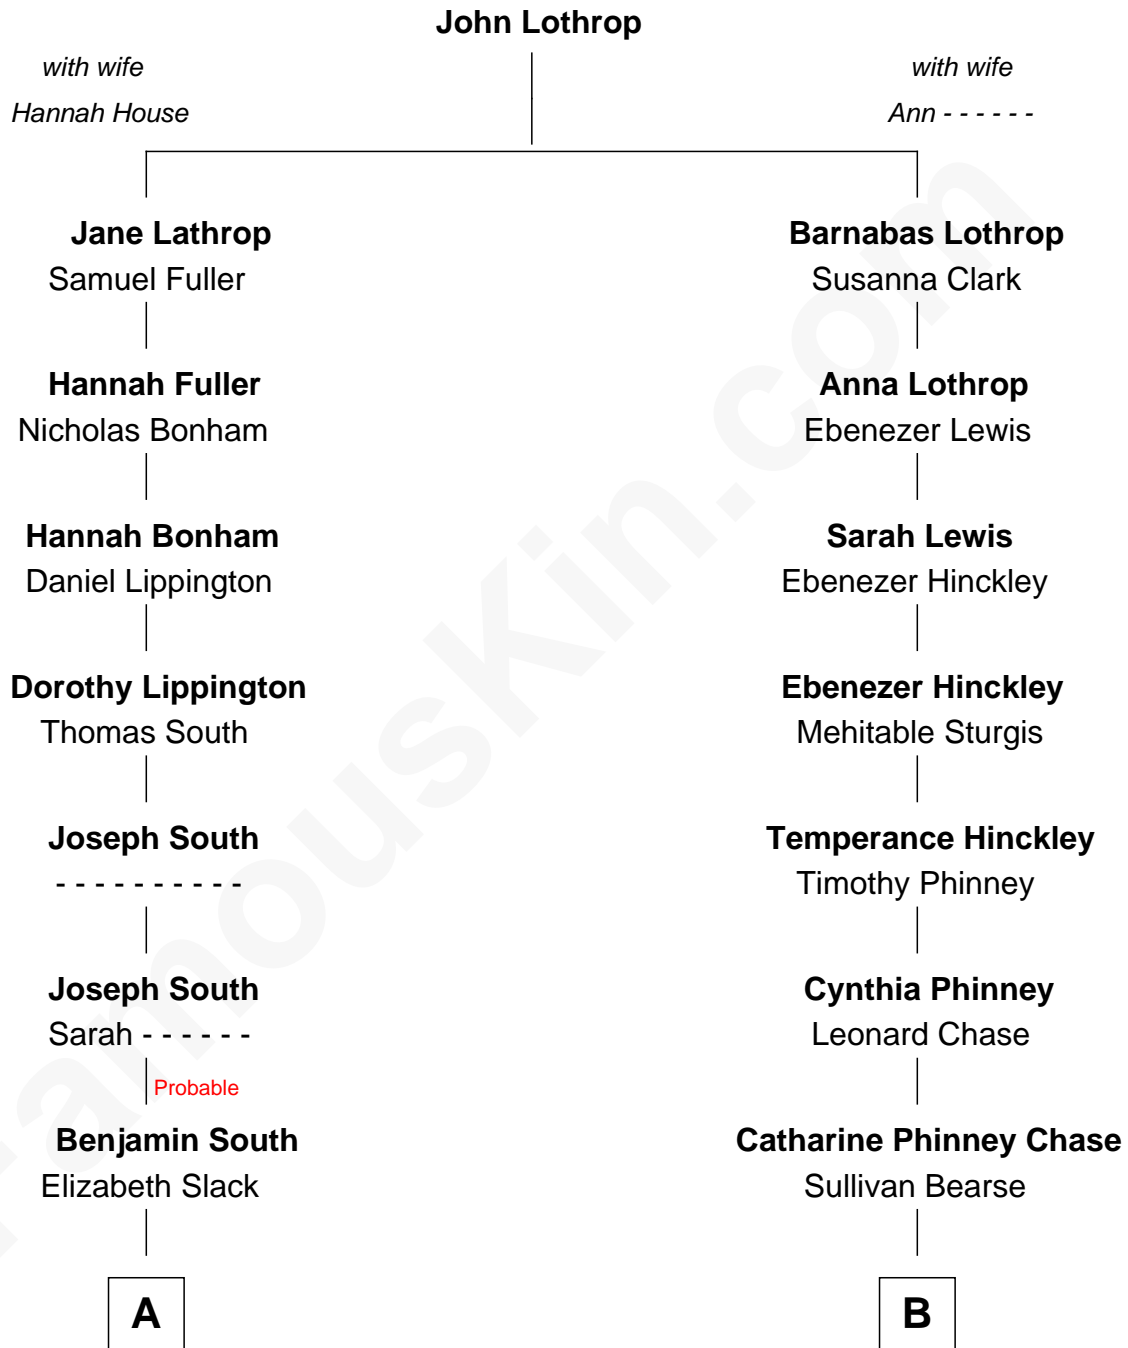 John Lothrop
with wife
Hannah House
with wife
Ann - - - - - -
Jane Lathrop
Samuel Fuller
Barnabas Lothrop
Susanna Clark
Hannah Fuller
Nicholas Bonham
Anna Lothrop
Ebenezer Lewis
Hannah Bonham
Daniel Lippington
Sarah Lewis
Ebenezer Hinckley
Dorothy Lippington
Thomas South
Ebenezer Hinckley
Mehitable Sturgis
Joseph South
- - - - - - - - - -
Temperance Hinckley
Timothy Phinney
Joseph South
Sarah - - - - - -
Probable
Cynthia Phinney
Leonard Chase
Benjamin South
Elizabeth Slack
Catharine Phinney Chase
Sullivan Bearse
A
B
FamousKin.com